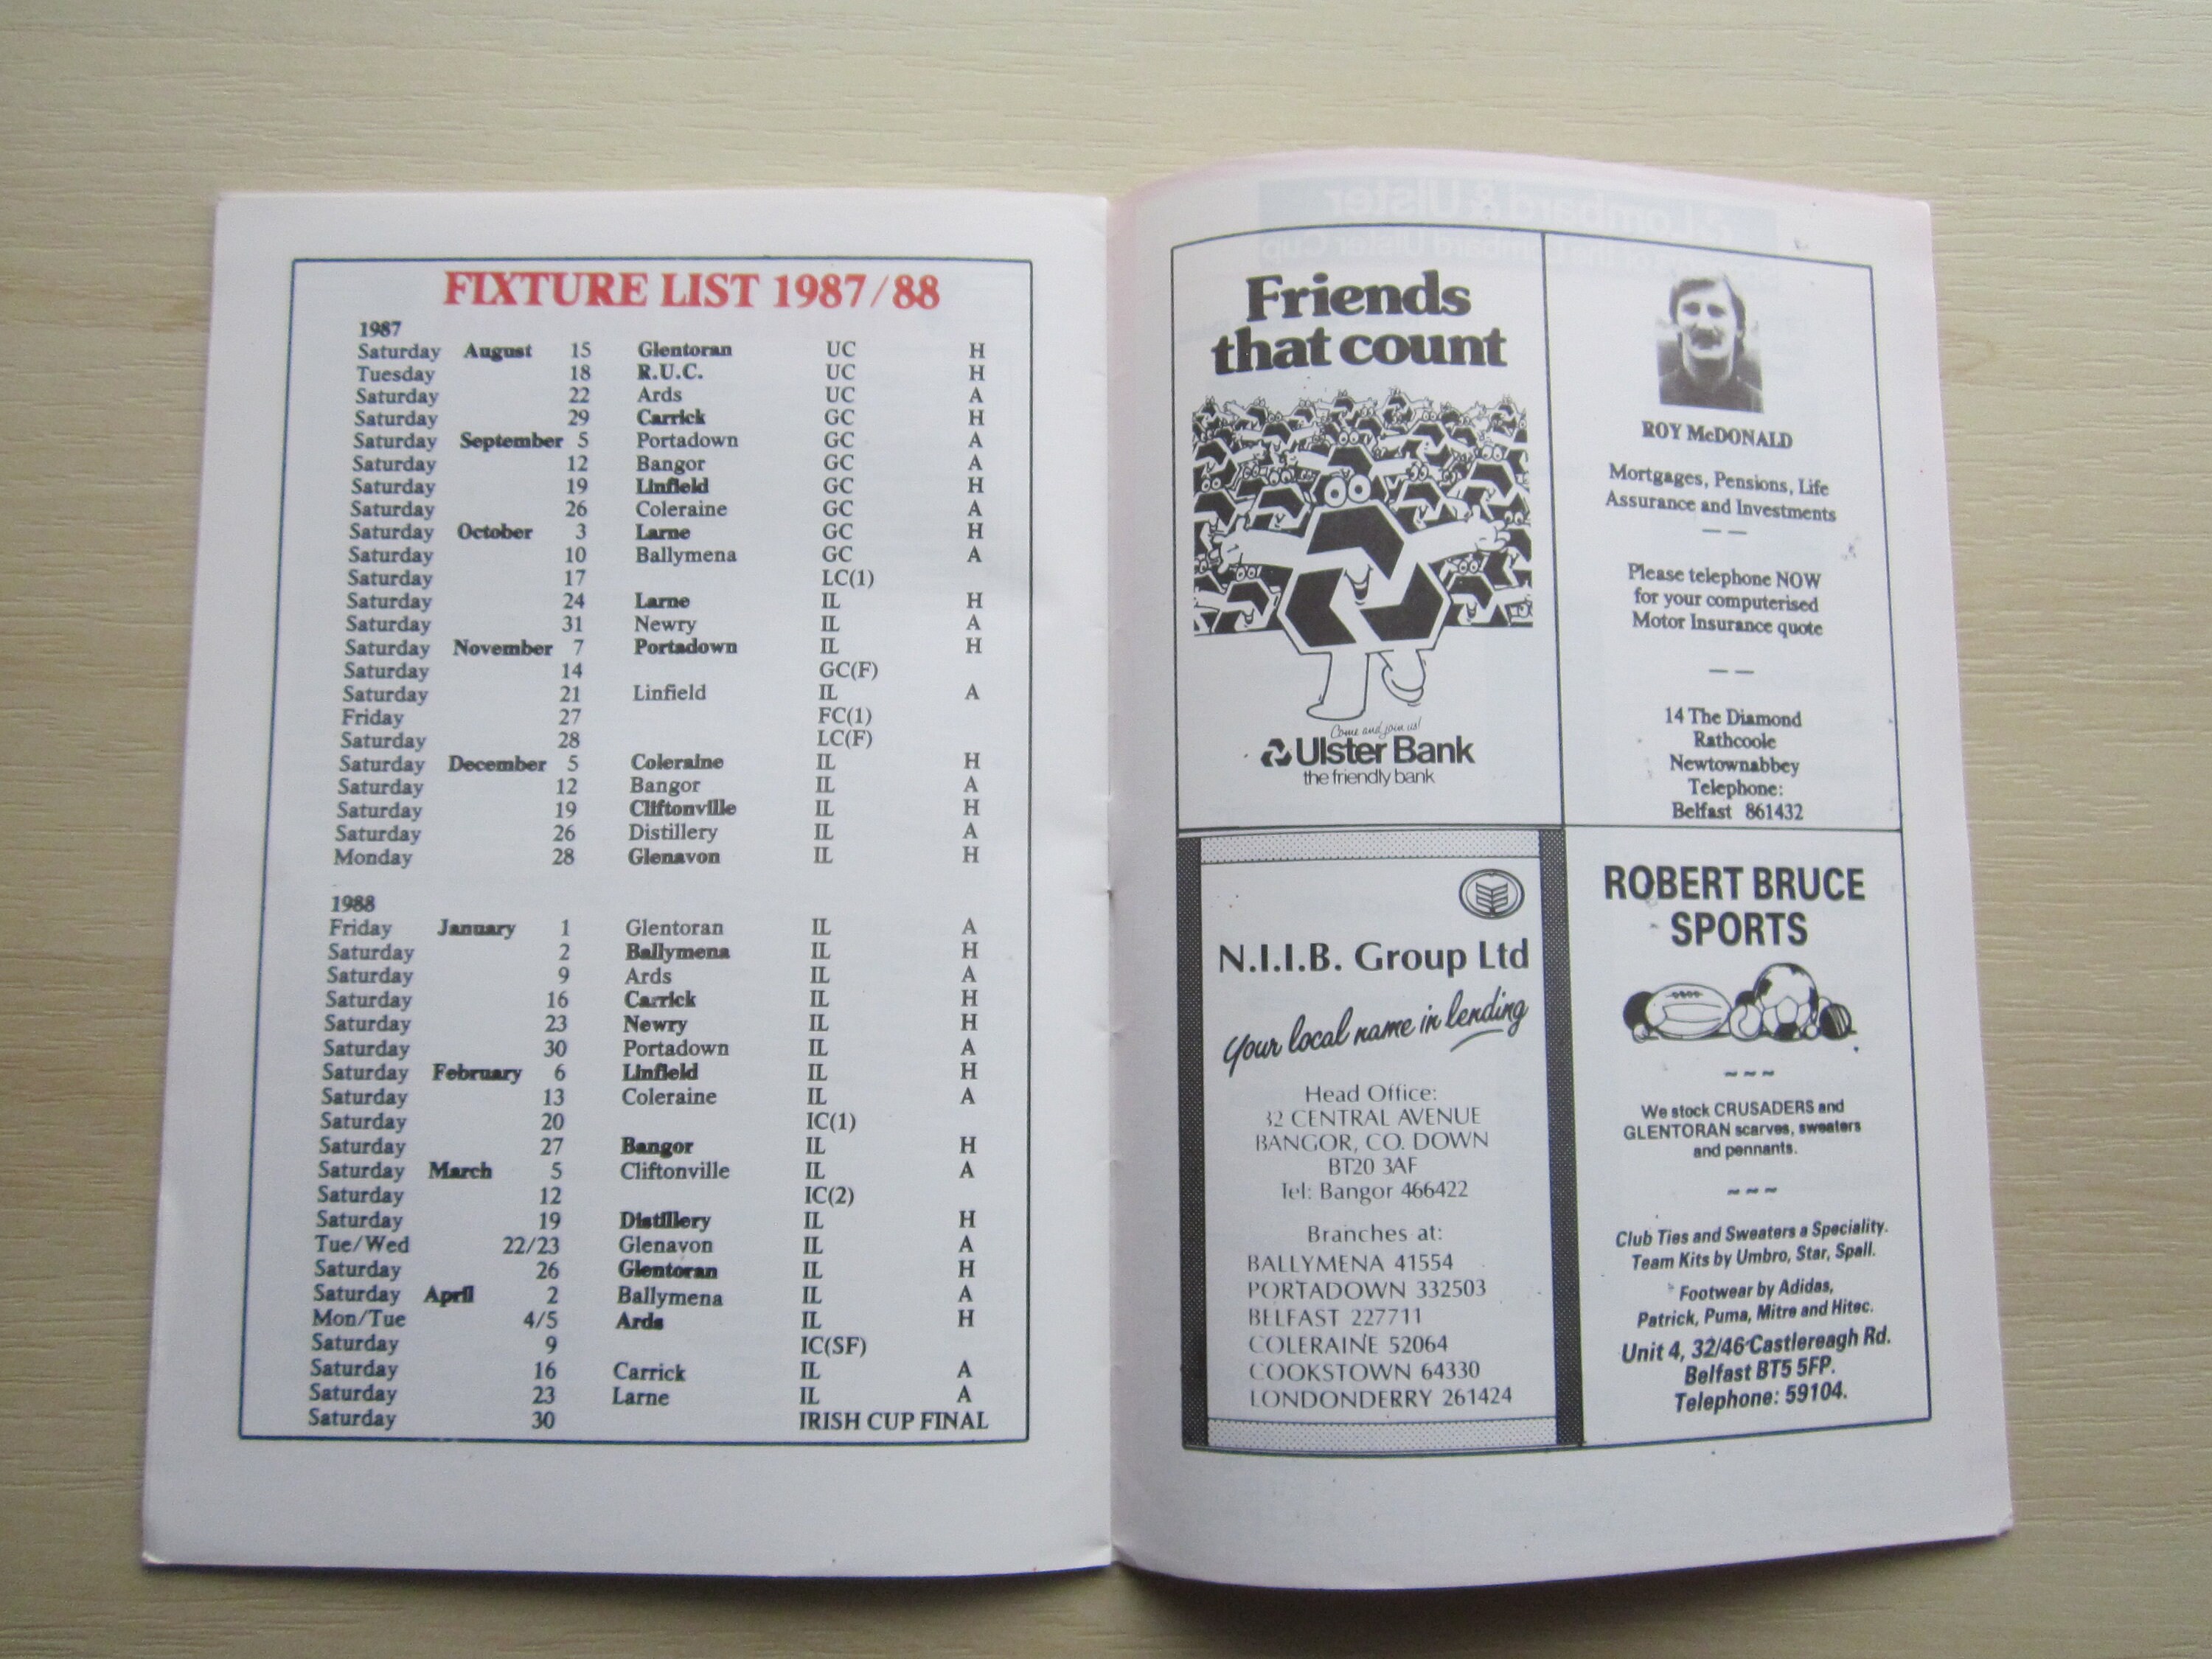 FIXTURE LIST 1987/88
1987
Saturday August 15 Glentoran UC H
Tuesday 18 R.U.C. UC H
Saturday 22 Ards UC A
Saturday 29 Carrick GC H
Saturday September 5 Portadown GC A
Saturday 12 Bangor GC A
Saturday 19 Linfield GC H
Saturday 26 Coleraine GC A
Saturday October 3 Larne GC H
Saturday 10 Ballymena GC A
Saturday 17 LC(1)
Saturday 24 Larne IL H
Saturday 31 Newry IL A
Saturday November 7 Portadown IL H
Saturday 14 GC(F)
Saturday 21 Linfield IL A
Friday 27 FC(1)
Saturday 28 LC(F)
Saturday December 5 Coleraine IL H
Saturday 12 Bangor IL A
Saturday 19 Cliftonville IL H
Saturday 26 Distillery IL A
Monday 28 Glenavon IL H
1988
Friday January 1 Glentoran IL A
Saturday 2 Ballymena IL H
Saturday 9 Ards IL A
Saturday 16 Carrick IL H
Saturday 23 Newry IL H
Saturday 30 Portadown IL A
Saturday February 6 Linfield IL H
Saturday 13 Coleraine IL A
Saturday 20 IC(1)
Saturday 27 Bangor IL H
Saturday March 5 Cliftonville IL A
Saturday 12 IC(2)
Saturday 19 Distillery IL H
Tue/Wed 22/23 Glenavon IL A
Saturday 26 Glentoran IL H
Saturday April 2 Ballymena IL A
Mon/Tue 4/5 Ards IL H
Saturday 9 IC(SF)
Saturday 16 Carrick IL A
Saturday 23 Larne IL A
Saturday 30 IRISH CUP FINAL
Friends
that count
Come and join us!
Ulster Bank
the friendly bank
ROY McDONALD
Mortgages, Pensions, Life
Assurance and Investments
Please telephone NOW
for your computerised
Motor Insurance quote
14 The Diamond
Rathcoole
Newtownabbey
Telephone:
Belfast 861432
N.I.I.B. Group Ltd
Your local name in lending
Head Office:
32 CENTRAL AVENUE
BANGOR, CO. DOWN
BT20 3AF
Tel: Bangor 466422
Branches at:
BALLYMENA 41554
PORTADOWN 332503
BELFAST 227711
COLERAINE 52064
COOKSTOWN 64330
LONDONDERRY 261424
ROBERT BRUCE
SPORTS
We stock CRUSADERS and
GLENTORAN scarves, sweaters
and pennants.
Club Ties and Sweaters a Speciality.
Team Kits by Umbro, Star, Spall.
Footwear by Adidas,
Patrick, Puma, Mitre and Hitec.
Unit 4, 32/46 Castlereagh Rd.
Belfast BT5 5FP.
Telephone: 59104.